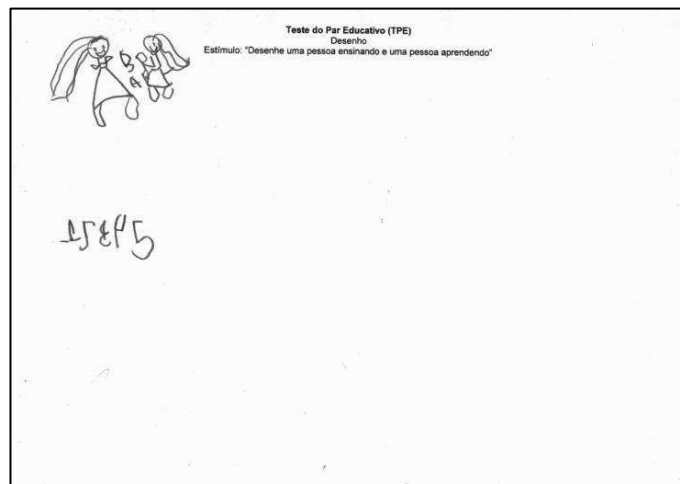 Teste do Par Educativo (TPE)
Desenho
Estímulo: "Desenhe uma pessoa ensinando e uma pessoa aprendendo"
B
A